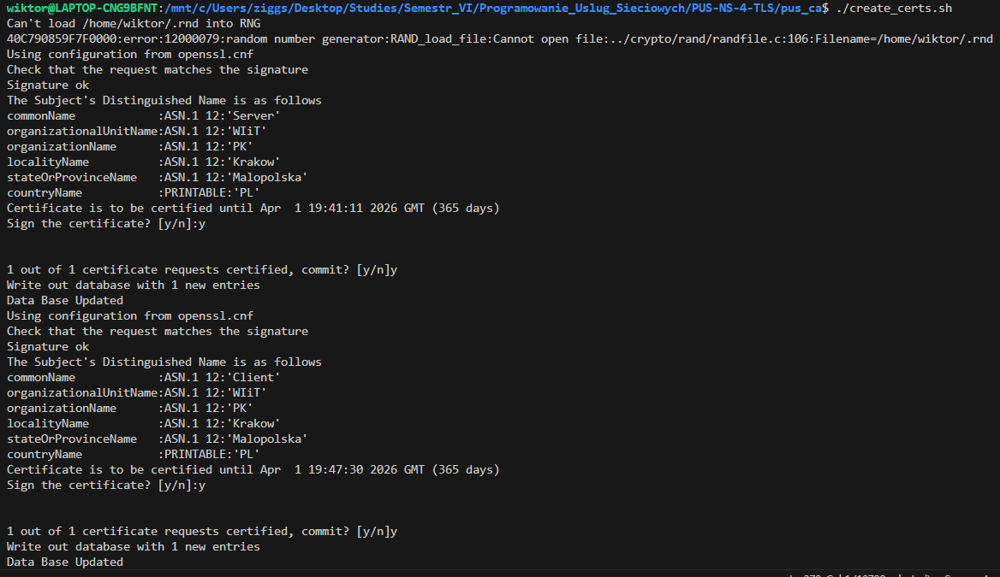 wiktor@LAPTOP-CNG9BFNT:/mnt/c/Users/ziggs/Desktop/Studies/Semestr_VI/Programowanie_Uslug_Sieciowych/PUS-NS-4-TLS/pus_ca$ ./create_certs.sh
Can't load /home/wiktor/.rnd into RNG
40C790859F7F0000:error:12000079:random number generator:RAND_load_file:Cannot open file:../crypto/rand/randfile.c:106:Filename=/home/wiktor/.rnd
Using configuration from openssl.cnf
Check that the request matches the signature
Signature ok
The Subject's Distinguished Name is as follows
commonName            :ASN.1 12:'Server'
organizationalUnitName:ASN.1 12:'WIiT'
organizationName      :ASN.1 12:'PK'
localityName          :ASN.1 12:'Krakow'
stateOrProvinceName   :ASN.1 12:'Malopolska'
countryName           :PRINTABLE:'PL'
Certificate is to be certified until Apr  1 19:41:11 2026 GMT (365 days)
Sign the certificate? [y/n]:y
1 out of 1 certificate requests certified, commit? [y/n]y
Write out database with 1 new entries
Data Base Updated
Using configuration from openssl.cnf
Check that the request matches the signature
Signature ok
The Subject's Distinguished Name is as follows
commonName            :ASN.1 12:'Client'
organizationalUnitName:ASN.1 12:'WIiT'
organizationName      :ASN.1 12:'PK'
localityName          :ASN.1 12:'Krakow'
stateOrProvinceName   :ASN.1 12:'Malopolska'
countryName           :PRINTABLE:'PL'
Certificate is to be certified until Apr  1 19:47:30 2026 GMT (365 days)
Sign the certificate? [y/n]:y
1 out of 1 certificate requests certified, commit? [y/n]y
Write out database with 1 new entries
Data Base Updated